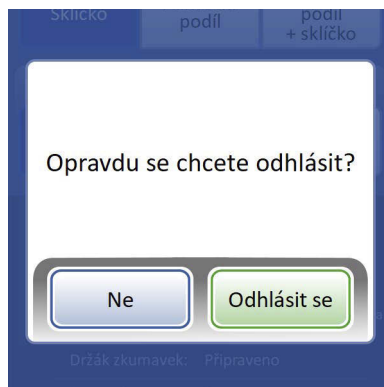 Sklíčko
podíl
podíl
+ sklíčko
Opravdu se chcete odhlásit?
Ne
Odhlásit se
Držák zkumavek: Připraveno